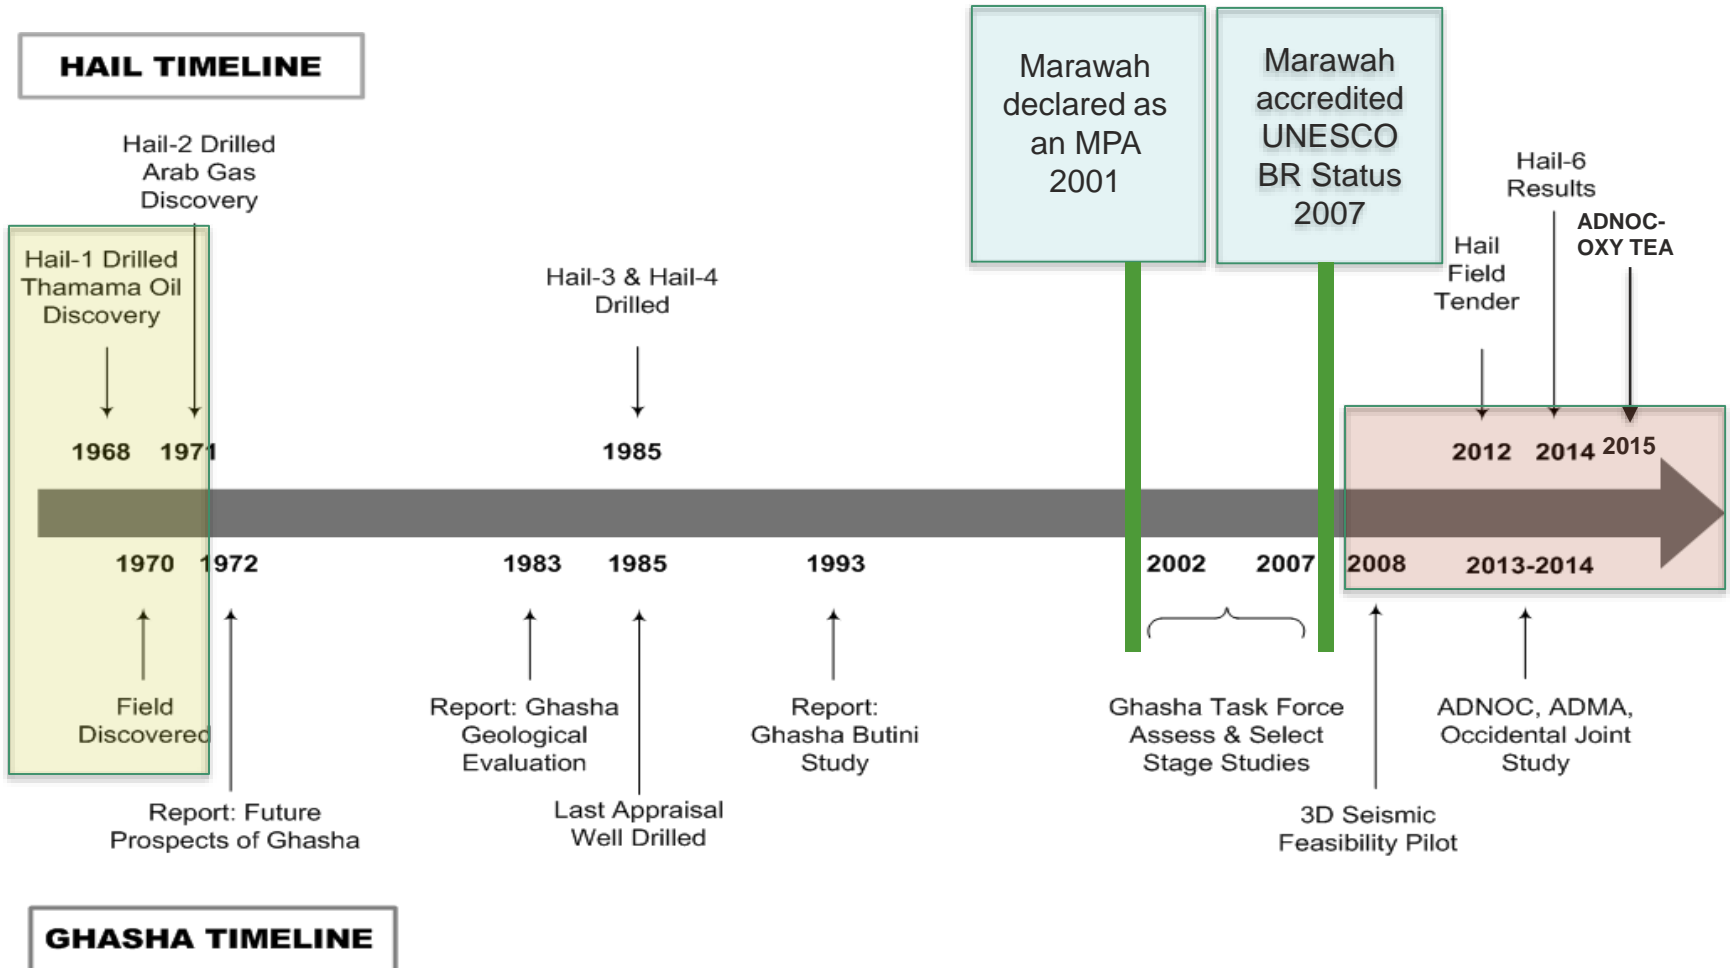 HAIL TIMELINE
Hail-2 Drilled
Arab Gas
Discovery
Hail-1 Drilled
Thamama Oil
Discovery
Hail-3 & Hail-4
Drilled
Marawah
declared as
an MPA
2001
Marawah
accredited
UNESCO
BR Status
2007
Hail
Field
Tender
Hail-6
Results
ADNOC-
OXY TEA
1968 1971 1985 2012 2014 2015
1970 1972 1983 1985 1993 2002 2007 2008 2013-2014
Field
Discovered
Report: Future
Prospects of Ghasha
Report: Ghasha
Geological
Evaluation
Last Appraisal
Well Drilled
Report:
Ghasha Butini
Study
Ghasha Task Force
Assess & Select
Stage Studies
3D Seismic
Feasibility Pilot
ADNOC, ADMA,
Occidental Joint
Study
GHASHA TIMELINE